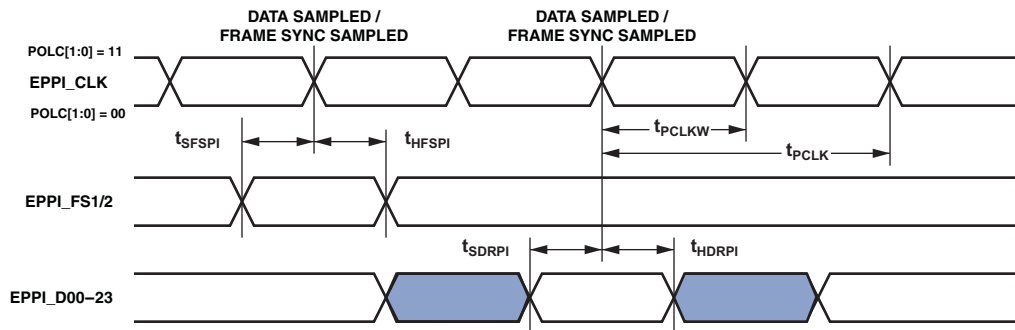 DATA SAMPLED /
FRAME SYNC SAMPLED
DATA SAMPLED /
FRAME SYNC SAMPLED
POLC[1:0] = 11
EPPI_CLK
POLC[1:0] = 00
tSFSPI
tHFSPI
tPCLKW
tPCLK
EPPI_FS1/2
tSDRPI
tHDRPI
EPPI_D00–23